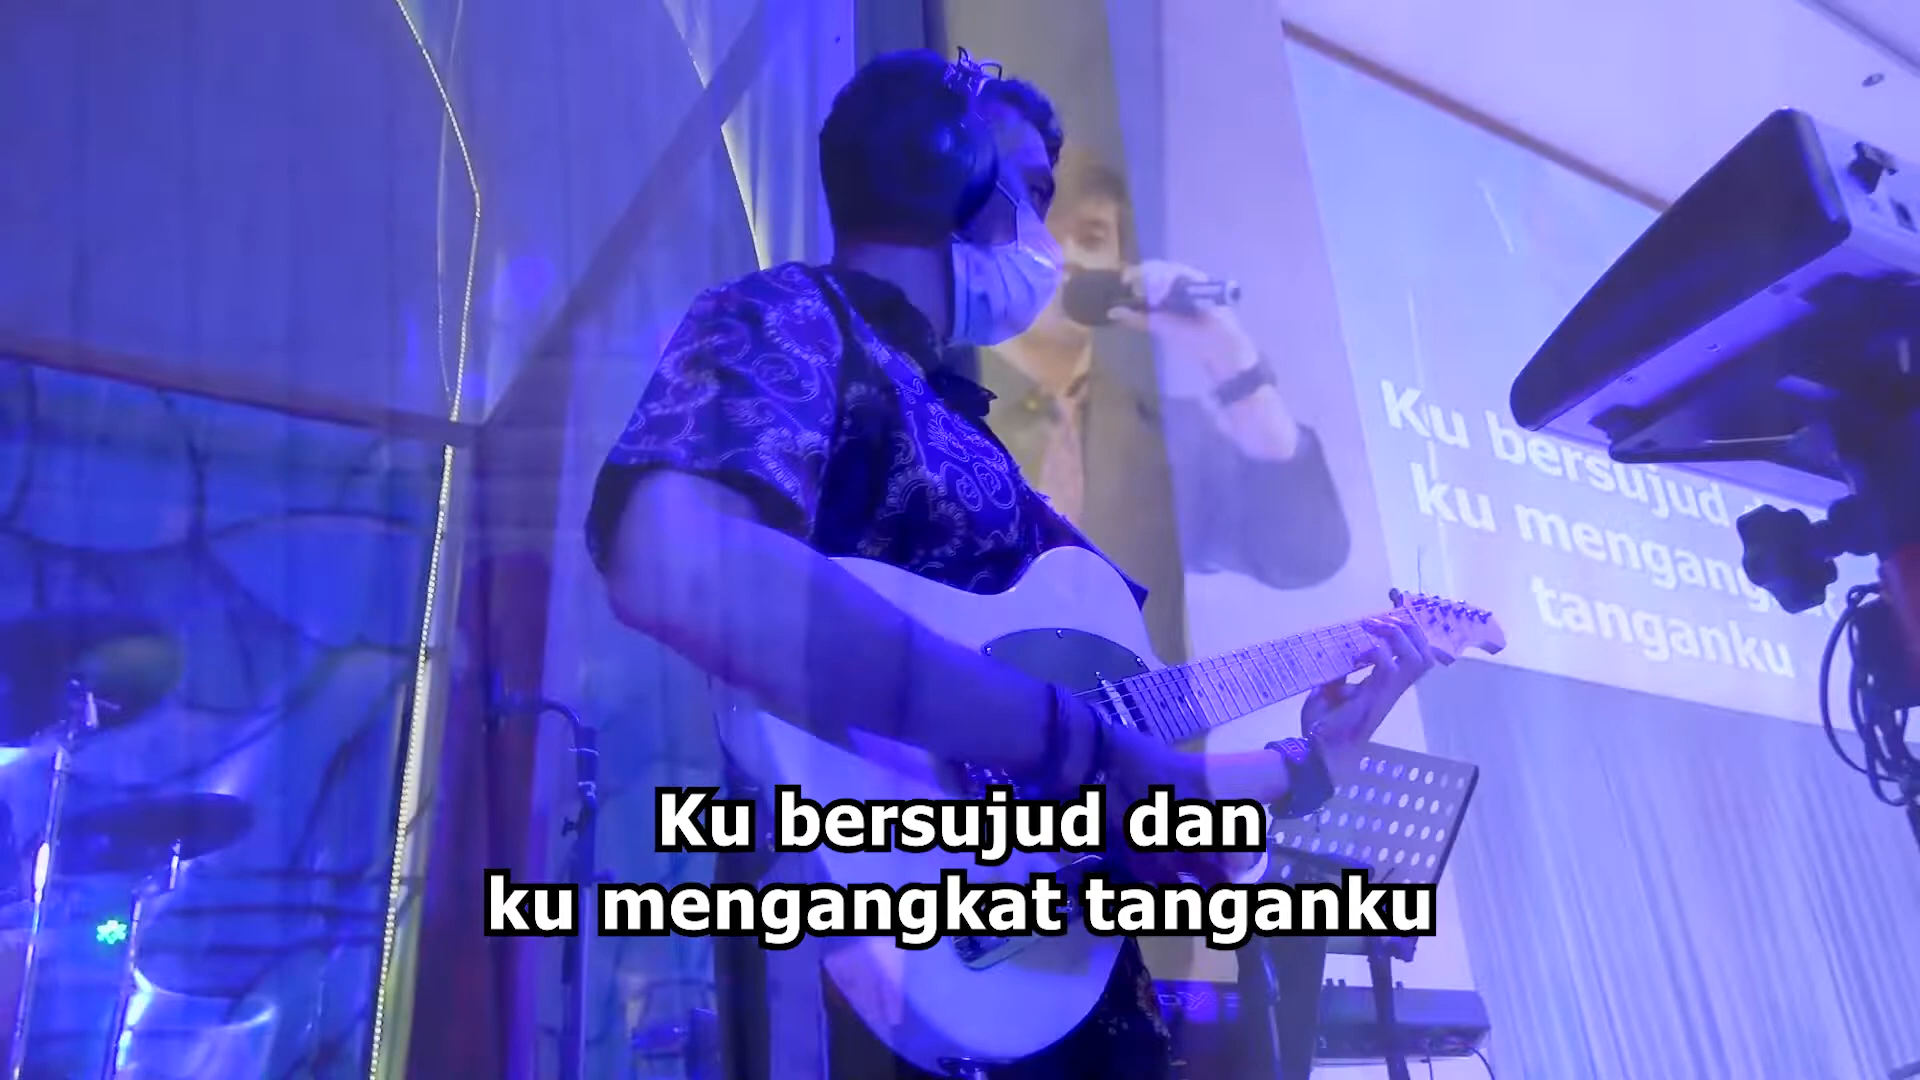 Ku bersujud
ku mengang
tanganku
Ku bersujud dan
ku mengangkat tanganku